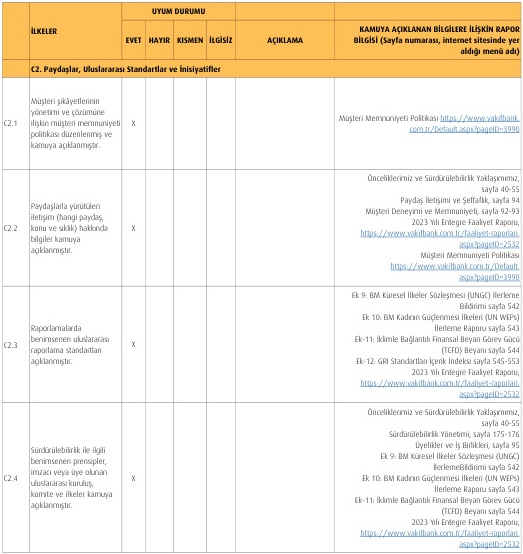 UYUM DURUMU
İLKELER
EVET HAYIR KISMEN İLGİSİZ
AÇIKLAMA
KAMUYA AÇIKLANAN BİLGİLERE İLİŞKİN RAPOR
BİLGİSİ (Sayfa numarası, internet sitesinde yer
aldığı menü adı)
C2. Paydaşlar, Uluslararası Standartlar ve İnisiyatifler
C2.1
Müşteri şikâyetlerinin
yönetimi ve çözümüne
ilişkin müşteri memnuniyeti
politikası düzenlenmiş ve
kamuya açıklanmıştır.
X
Müşteri Memnuniyeti Politikası https://www.vakifbank.
com.tr/Default.aspx?pageID=3990
C2.2
Paydaşlarla yürütülen
iletişim (hangi paydaş,
konu ve sıklık) hakkında
bilgiler kamuya
açıklanmıştır.
X
Önceliklerimiz ve Sürdürülebilirlik Yaklaşımımız,
sayfa 40-55
Paydaş İletişimi ve Şeffaflık, sayfa 94
Müşteri Deneyimi ve Memnuniyeti, sayfa 92-93
2023 Yılı Entegre Faaliyet Raporu,
https://www.vakifbank.com.tr/faaliyet-raporlari.
aspx?pageID=2532
Müşteri Memnuniyeti Politikası
https://www.vakifbank.com.tr/Default.
aspx?pageID=3990
C2.3
Raporlamalarda
benimsenen uluslararası
raporlama standartları
açıklanmıştır.
X
Ek 9: BM Küresel İlkeler Sözleşmesi (UNGC) İlerleme
Bildirimi sayfa 542
Ek 10: BM Kadının Güçlenmesi İlkeleri (UN WEPs)
İlerleme Raporu sayfa 543
Ek-11: İklimle Bağlantılı Finansal Beyan Görev Gücü
(TCFD) Beyanı sayfa 544
Ek-12: GRI Standartları İçerik İndeksi sayfa 545-553
2023 Yılı Entegre Faaliyet Raporu,
https://www.vakifbank.com.tr/faaliyet-raporlari.
aspx?pageID=2532
C2.4
Sürdürülebilirlik ile ilgili
benimsenen prensipler,
imzacı veya üye olunan
uluslararası kuruluş,
komite ve ilkeler kamuya
açıklanmıştır.
X
Önceliklerimiz ve Sürdürülebilirlik Yaklaşımımız,
sayfa 40-55
Sürdürülebilirlik Yönetimi, sayfa 175-176
Üyelikler ve İş Birlikleri, sayfa 95
Ek 9: BM Küresel İlkeler Sözleşmesi (UNGC)
İlerlemeBildirimi sayfa 542
Ek 10: BM Kadının Güçlenmesi İlkeleri (UN WEPs)
İlerleme Raporu sayfa 543
Ek-11: İklimle Bağlantılı Finansal Beyan Görev Gücü
(TCFD) Beyanı sayfa 544
2023 Yılı Entegre Faaliyet Raporu,
https://www.vakifbank.com.tr/faaliyet-raporlari.
aspx?pageID=2532